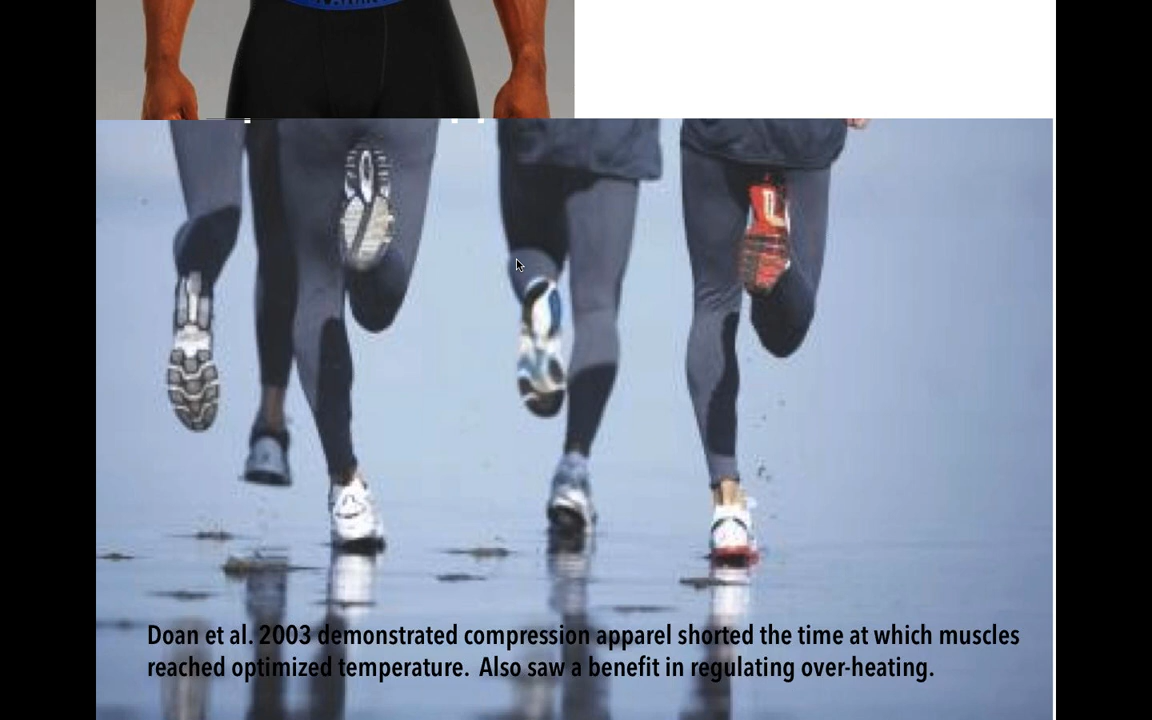 Doan et al. 2003 demonstrated compression apparel shorted the time at which muscles
reached optimized temperature.  Also saw a benefit in regulating over-heating.